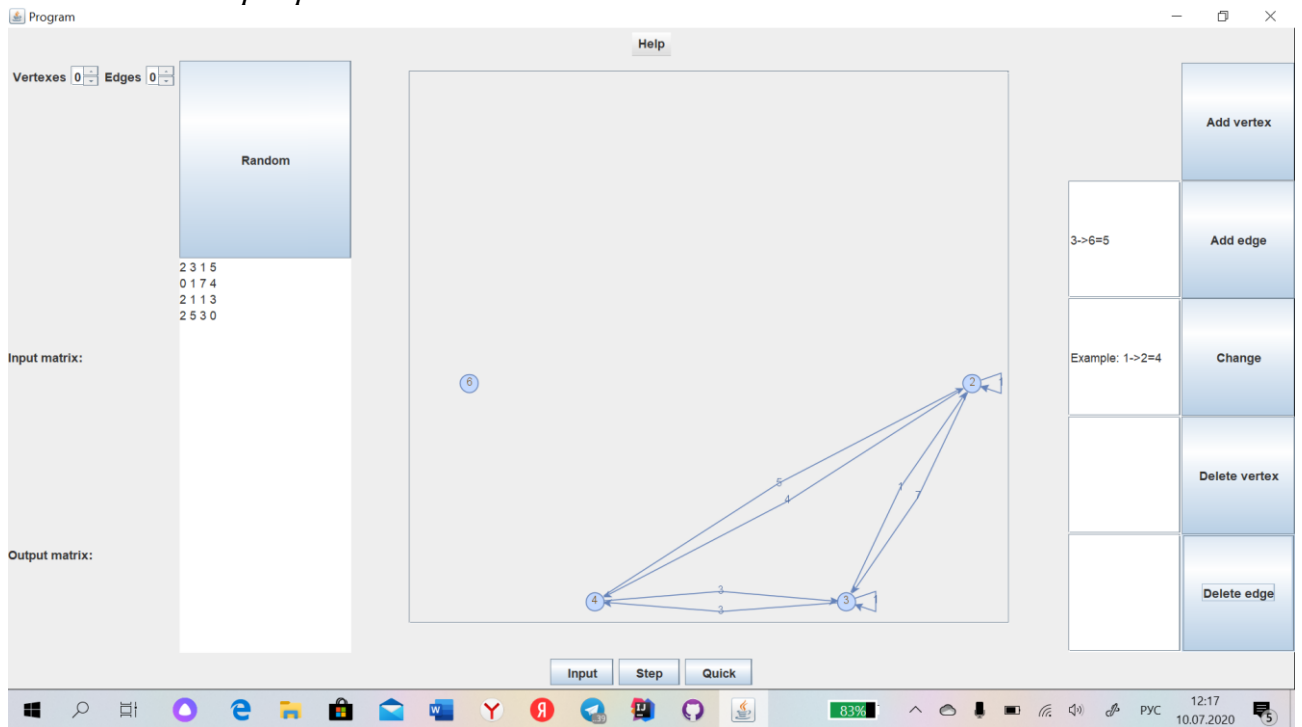 Program
Help
Vertexes 0 Edges 0
Random
2 3 1 5
0 1 7 4
2 1 1 3
2 5 3 0
Input matrix:
Output matrix:
6
2
1
5
4
1
7
4
3
3
3
1
Add vertex
3->6=5
Add edge
Example: 1->2=4
Change
Delete vertex
Delete edge
Input
Step
Quick
83%
РУС
12:17
10.07.2020
5